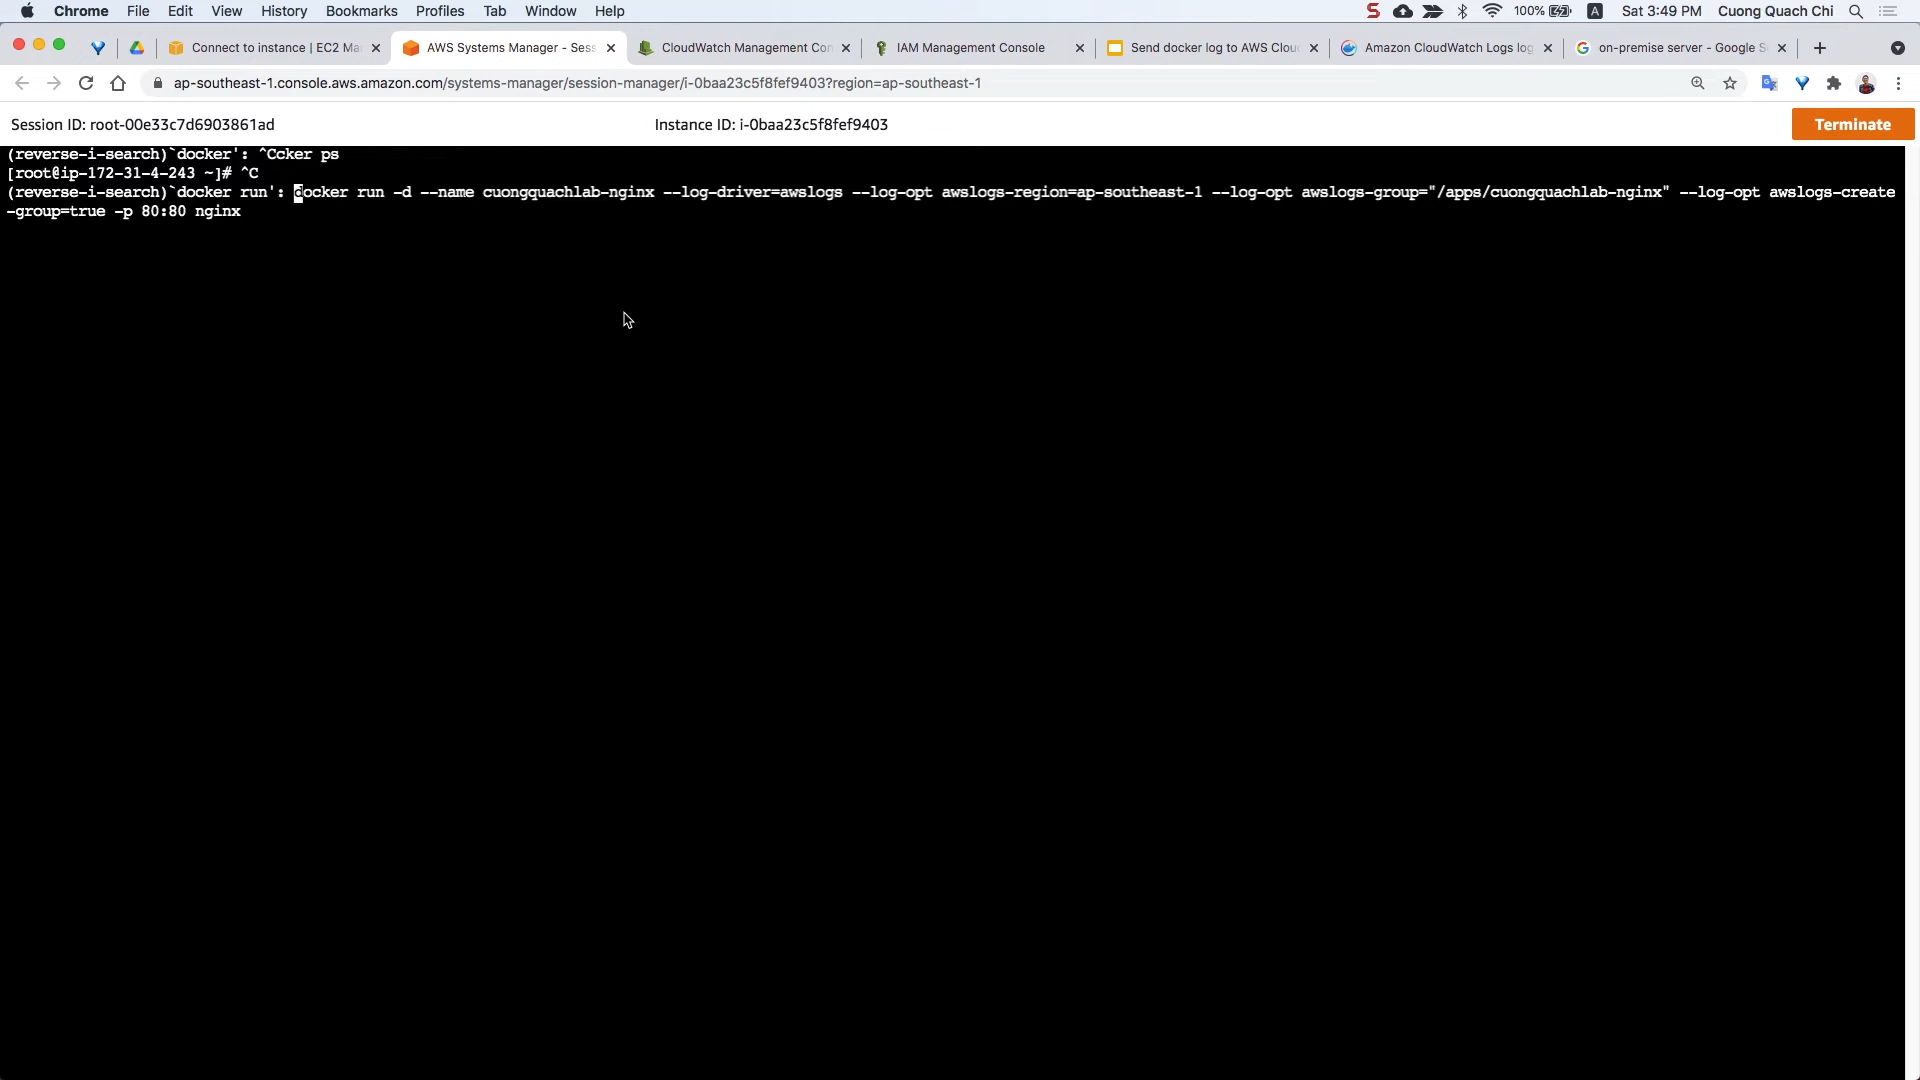 Chrome File Edit View History Bookmarks Profiles Tab Window Help 100% A Sat 3:49 PM Cuong Quach Chi
Connect to instance | EC2 Ma AWS Systems Manager - Sess CloudWatch Management Con IAM Management Console Send docker log to AWS Clou Amazon CloudWatch Logs log on-premise server - Google S
ap-southeast-1.console.aws.amazon.com/systems-manager/session-manager/i-0baa23c5f8fef9403?region=ap-southeast-1
Session ID: root-00e33c7d6903861ad Instance ID: i-0baa23c5f8fef9403 Terminate
(reverse-i-search)`docker': ^Ccker ps
[root@ip-172-31-4-243 ~]# ^C
(reverse-i-search)`docker run': docker run -d --name cuongquachlab-nginx --log-driver=awslogs --log-opt awslogs-region=ap-southeast-1 --log-opt awslogs-group="/apps/cuongquachlab-nginx" --log-opt awslogs-create
-group=true -p 80:80 nginx